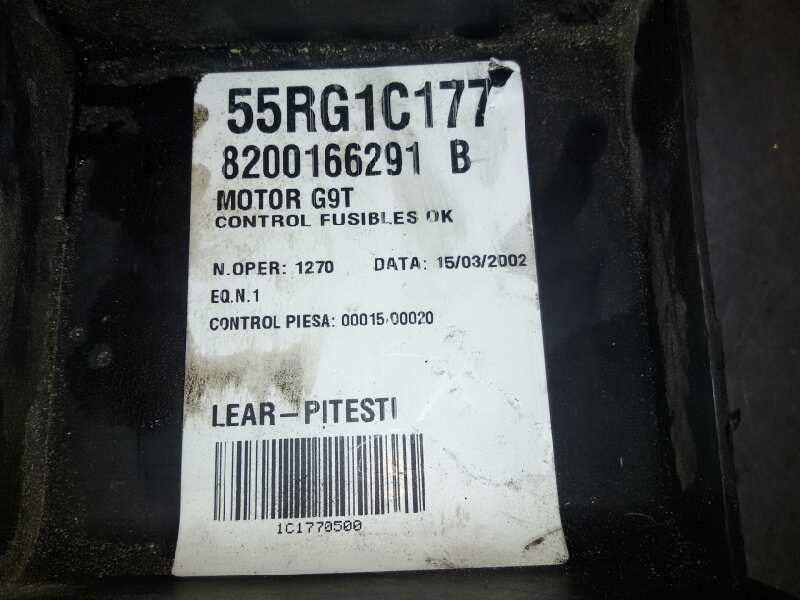 55RG1C177
8200166291 B
MOTOR G9T
CONTROL FUSIBLES OK
N.OPER: 1270 DATA: 15/03/2002
EQ.N.1
CONTROL PIESA: 00015/00020
LEAR-PITESTI
1C1770500